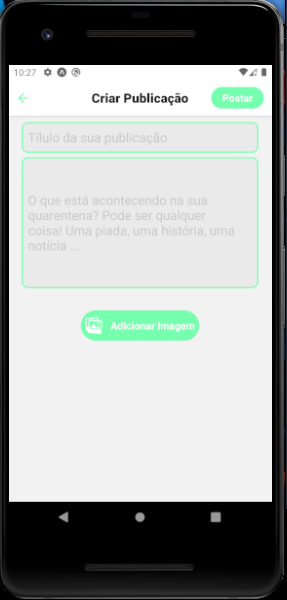 10:27
Criar Publicação
Postar
Título da sua publicação
O que está acontecendo na sua
quarentena? Pode ser qualquer
coisa! Uma piada, uma história, uma
notícia ...
Adicionar Imagem